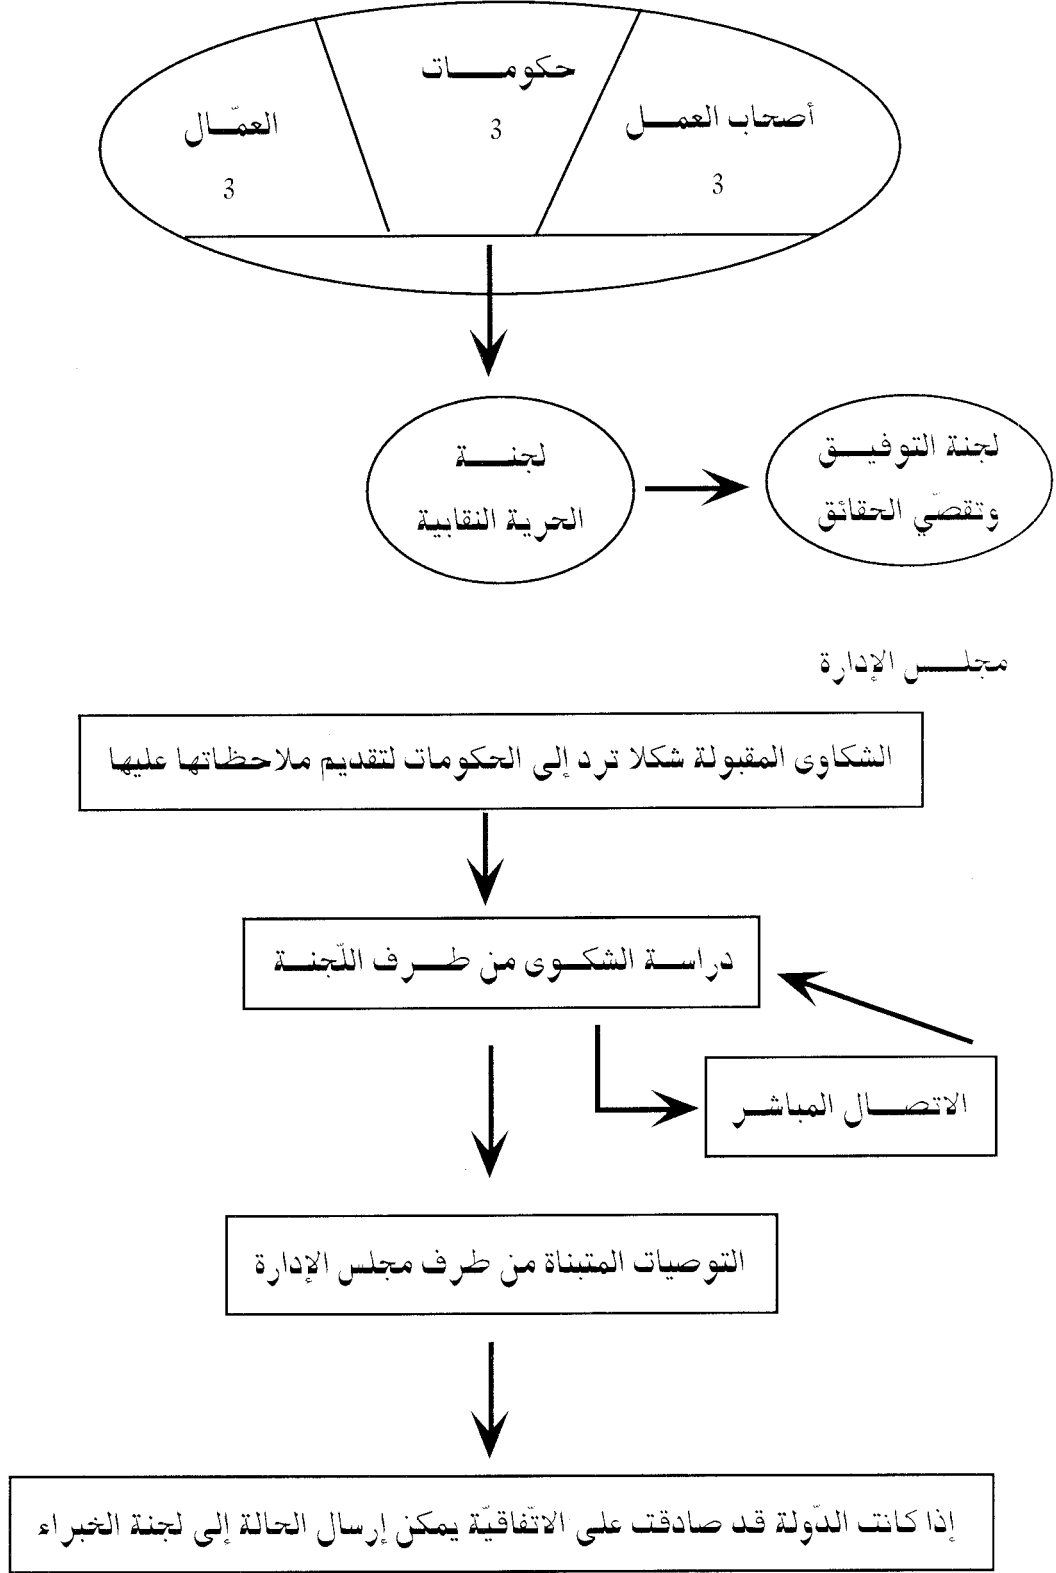 حكومات
3
أصحاب العمل
3
العمّال
3
لجنة التوفيق
وتقصّي الحقائق
لجنة
الحرية النقابية
مجلس الإدارة
الشكاوى المقبولة شكلا ترد إلى الحكومات لتقديم ملاحظاتها عليها
دراسة الشكوى من طرف اللّجنة
الاتصال المباشر
التوصيات المتبناة من طرف مجلس الإدارة
إذا كانت الدّولة قد صادقت على الاتّفاقيّة يمكن إرسال الحالة إلى لجنة الخبراء